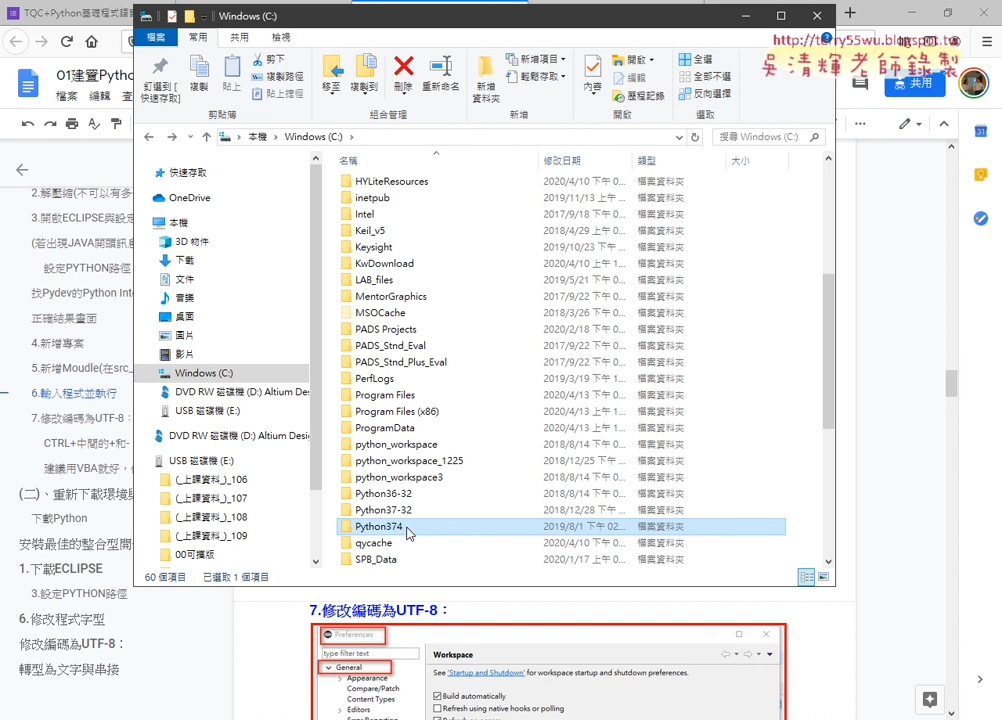 TQC+Python基礎程式語言
Windows (C:)
http://terry55wu.blogspot.tw
吳清輝老師錄製
檔案
常用
共用
檢視
01建置Pytho
檔案
編輯
共用
釘選到 [快速存取]
複製
貼上
剪下
複製路徑
貼上捷徑
移至
複製到
刪除
重新命名
新增資料夾
新增項目
輕鬆存取
內容
開啟
編輯
歷程記錄
全選
全部不選
反向選擇
剪貼簿
組合管理
新增
開啟
選取
本機
Windows (C:)
搜尋 Windows (C:)
名稱
修改日期
類型
大小
快速存取
OneDrive
本機
3D 物件
下載
文件
音樂
桌面
圖片
影片
Windows (C:)
DVD RW 磁碟機 (D:) Altium Des
USB 磁碟機 (E:)
DVD RW 磁碟機 (D:) Altium Desig
USB 磁碟機 (E:)
(_上課資料_)_106
(_上課資料_)_107
(_上課資料_)_108
(_上課資料_)_109
00可攜版
HYLiteResources 2020/4/10 下午 0... 檔案資料夾
inetpub 2019/11/13 上午 ... 檔案資料夾
Intel 2017/9/18 下午 0... 檔案資料夾
Keil_v5 2018/4/29 上午 0... 檔案資料夾
Keysight 2019/10/23 下午 ... 檔案資料夾
KwDownload 2020/4/10 上午 1... 檔案資料夾
LAB_files 2019/5/21 下午 0... 檔案資料夾
MentorGraphics 2017/9/22 下午 0... 檔案資料夾
MSOCache 2018/3/26 下午 0... 檔案資料夾
PADS Projects 2020/2/18 下午 0... 檔案資料夾
PADS_Stnd_Eval 2017/9/22 下午 0... 檔案資料夾
PADS_Stnd_Plus_Eval 2017/9/22 下午 0... 檔案資料夾
PerfLogs 2019/3/19 下午 1... 檔案資料夾
Program Files 2020/4/13 下午 0... 檔案資料夾
Program Files (x86) 2020/4/13 上午 1... 檔案資料夾
ProgramData 2020/4/13 下午 1... 檔案資料夾
python_workspace 2018/8/14 下午 0... 檔案資料夾
python_workspace_1225 2018/12/25 下午 ... 檔案資料夾
python_workspace3 2018/8/14 下午 0... 檔案資料夾
Python36-32 2018/8/14 下午 0... 檔案資料夾
Python37-32 2018/12/28 下午 ... 檔案資料夾
Python374 2019/8/1 下午 02... 檔案資料夾
qycache 2020/4/10 上午 0... 檔案資料夾
SPB_Data 2020/1/17 上午 0... 檔案資料夾
60 個項目
已選取 1 個項目
2.解壓縮(不可以有多
3.開啟ECLIPSE與設定
(若出現JAVA開頭訊息
設定PYTHON路徑
找Pydev的Python Inte
正確結果畫面
4.新增專案
5.新增Moudle(在src_
6.輸入程式並執行
7.修改編碼為UTF-8：
CTRL+中間的+和-
建議用VBA就好，
(二)、重新下載環境與
下載Python
安裝最佳的整合型開
1.下載ECLIPSE
3.設定PYTHON路徑
6.修改程式字型
修改編碼為UTF-8：
轉型為文字與串接
7.修改編碼為UTF-8：
Preferences
type filter text
General
Appearance
Compare/Path
Content Types
Editors
Workspace
See 'Startup and Shutdown' for workspace startup and shutdown preferences.
Build automatically
Refresh using native hooks or polling